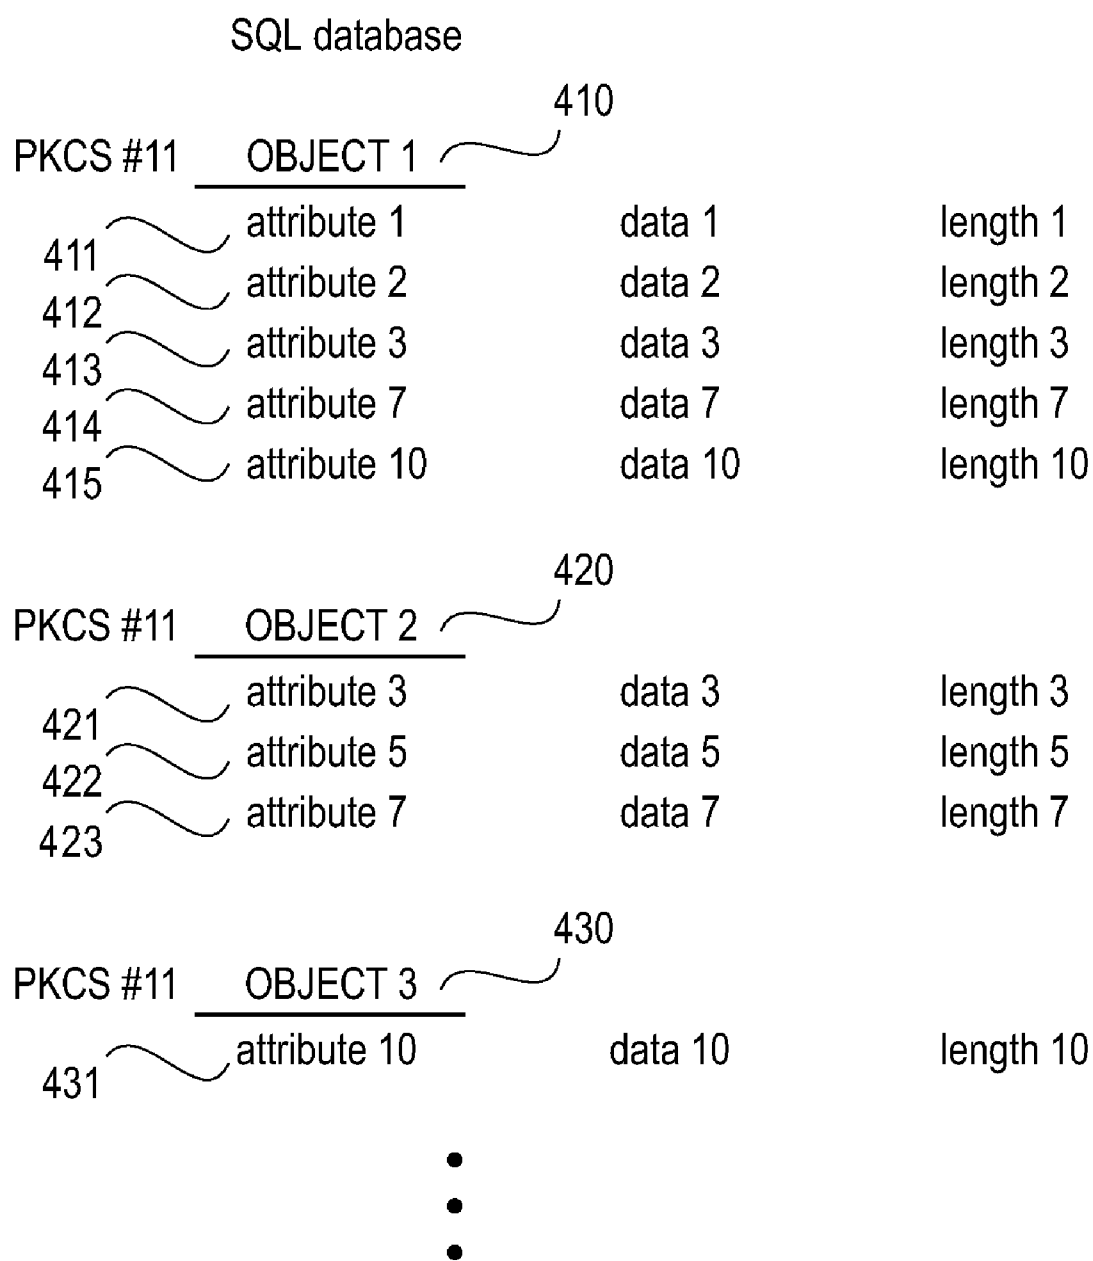 SQL database
410
PKCS #11 OBJECT 1
attribute 1 data 1 length 1
411
attribute 2 data 2 length 2
412
attribute 3 data 3 length 3
413
attribute 7 data 7 length 7
414
attribute 10 data 10 length 10
415
420
PKCS #11 OBJECT 2
attribute 3 data 3 length 3
421
attribute 5 data 5 length 5
422
attribute 7 data 7 length 7
423
430
PKCS #11 OBJECT 3
attribute 10 data 10 length 10
431